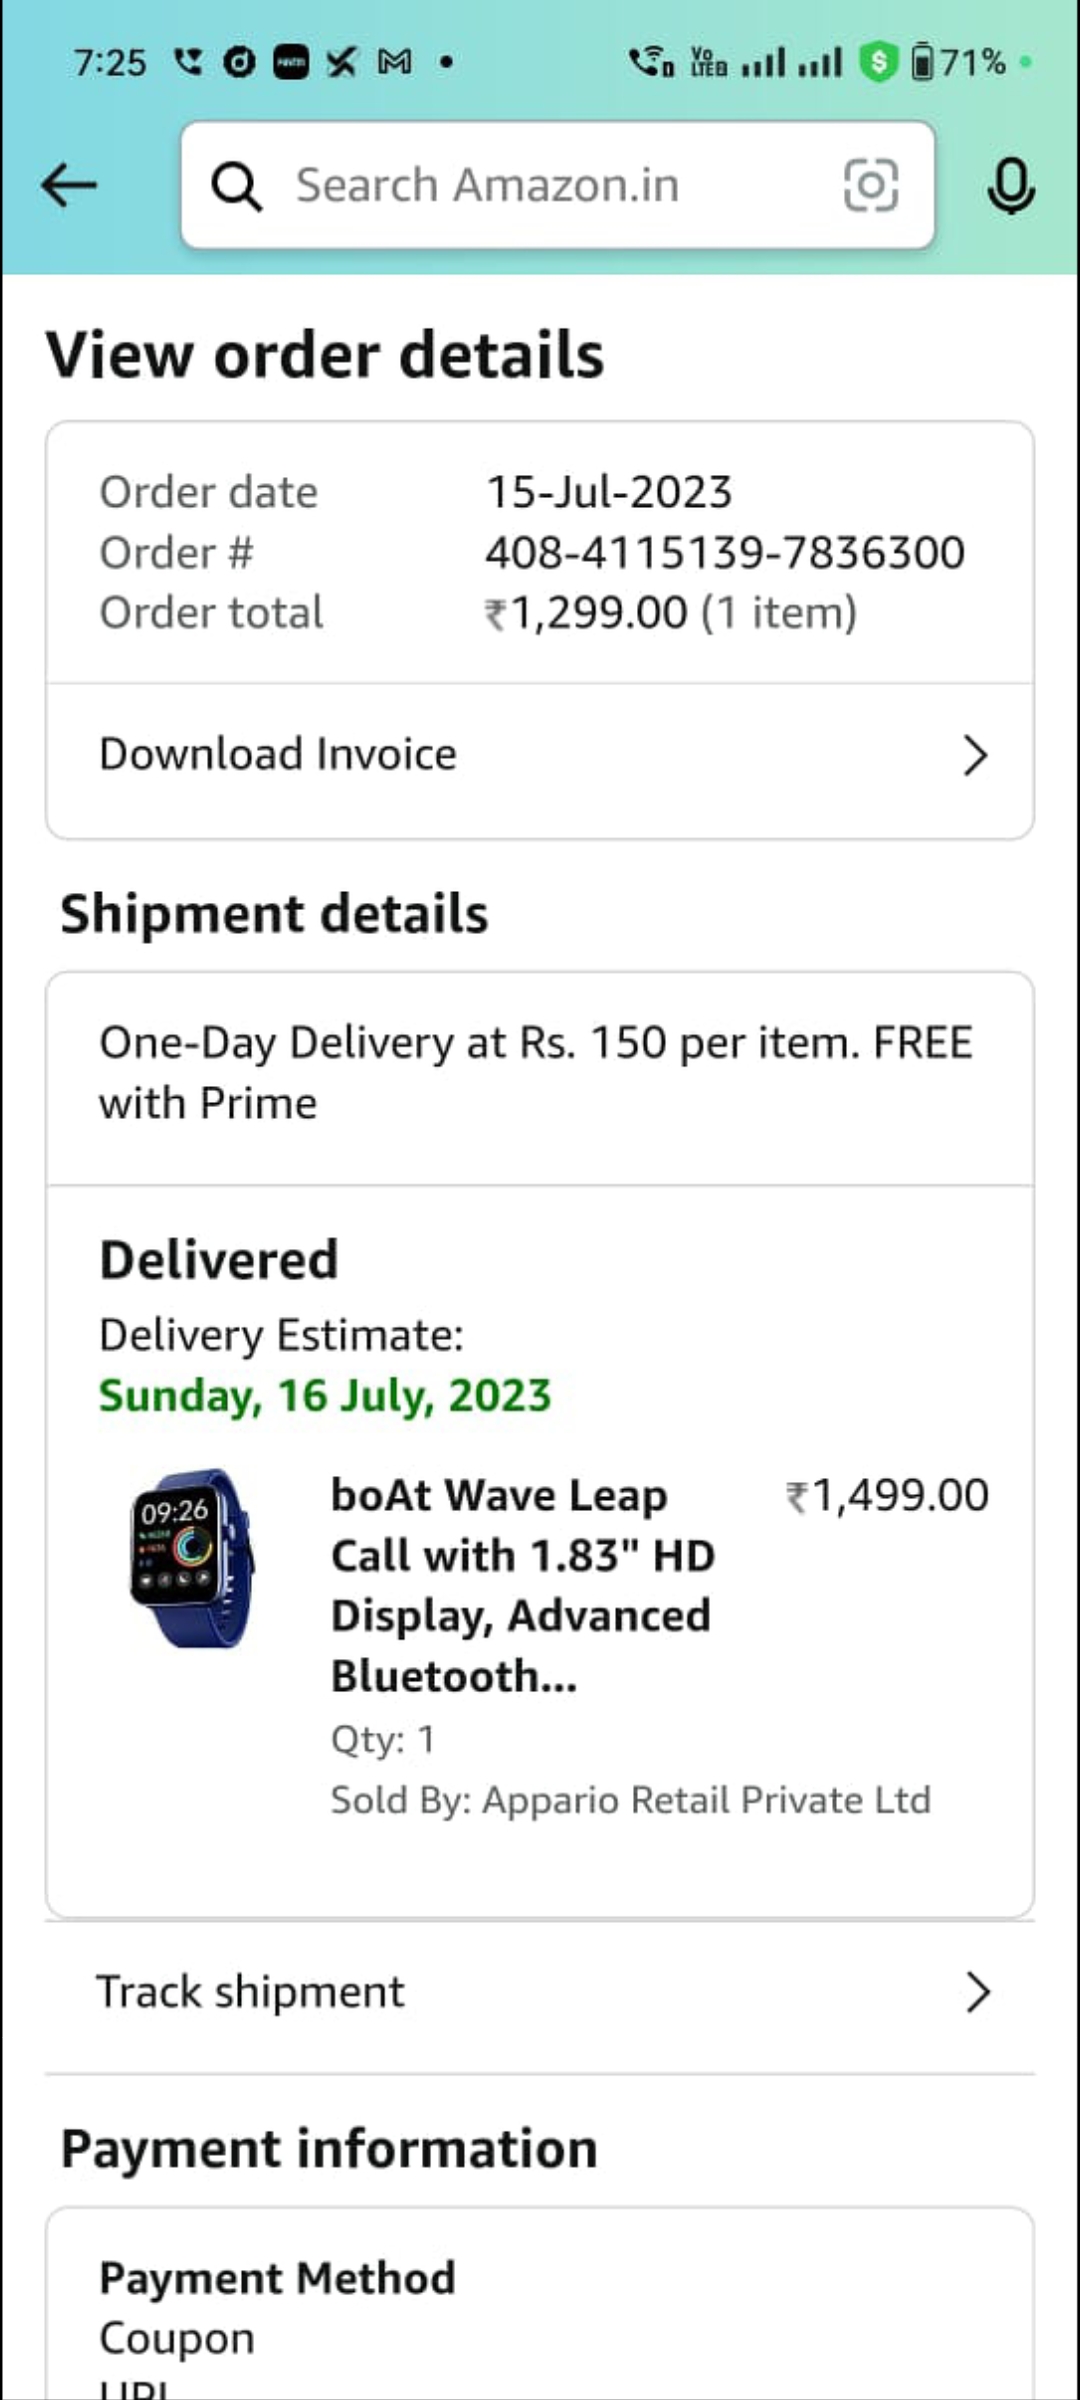 7:25
Vo
LTE
71%
Search Amazon.in
View order details
Order date 15-Jul-2023
Order # 408-4115139-7836300
Order total ₹1,299.00 (1 item)
Download Invoice
Shipment details
One-Day Delivery at Rs. 150 per item. FREE
with Prime
Delivered
Delivery Estimate:
Sunday, 16 July, 2023
09:26
boAt Wave Leap ₹1,499.00
Call with 1.83" HD
Display, Advanced
Bluetooth...
Qty: 1
Sold By: Appario Retail Private Ltd
Track shipment
Payment information
Payment Method
Coupon
UPI